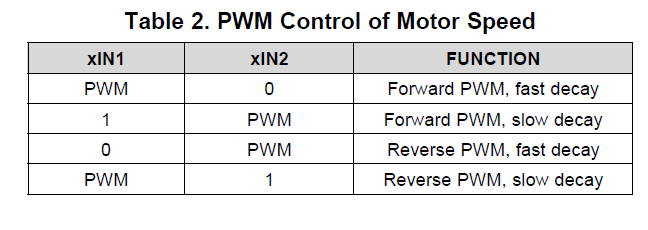 Table 2. PWM Control of Motor Speed
xIN1 xIN2 FUNCTION
PWM 0 Forward PWM, fast decay
1 PWM Forward PWM, slow decay
0 PWM Reverse PWM, fast decay
PWM 1 Reverse PWM, slow decay